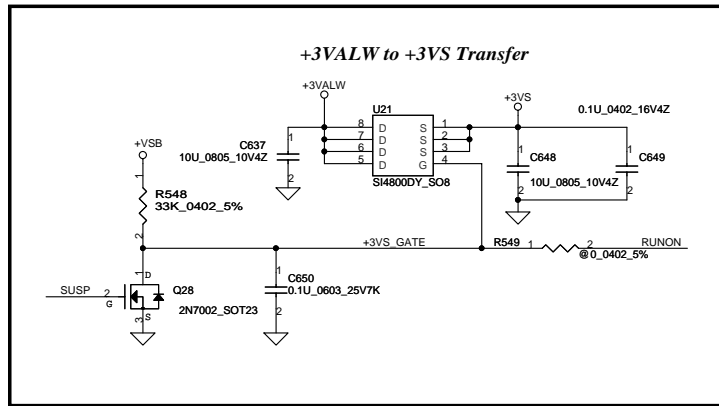 +3VALW to +3VS Transfer
+3VALW
+3VS
U21
0.1U_0402_16V4Z
+VSB
1
C637
10U_0805_10V4Z
2
8 D S 1
7 D S 2
6 D S 3
5 D G 4
SI4800DY_SO8
1
C648
10U_0805_10V4Z
2
1
C649
2
1
R548
33K_0402_5%
2
+3VS_GATE
R549 1 2 RUNON
@0_0402_5%
SUSP 2 G
1 D
3 S
Q28
2N7002_SOT23
1
C650
0.1U_0603_25V7K
2